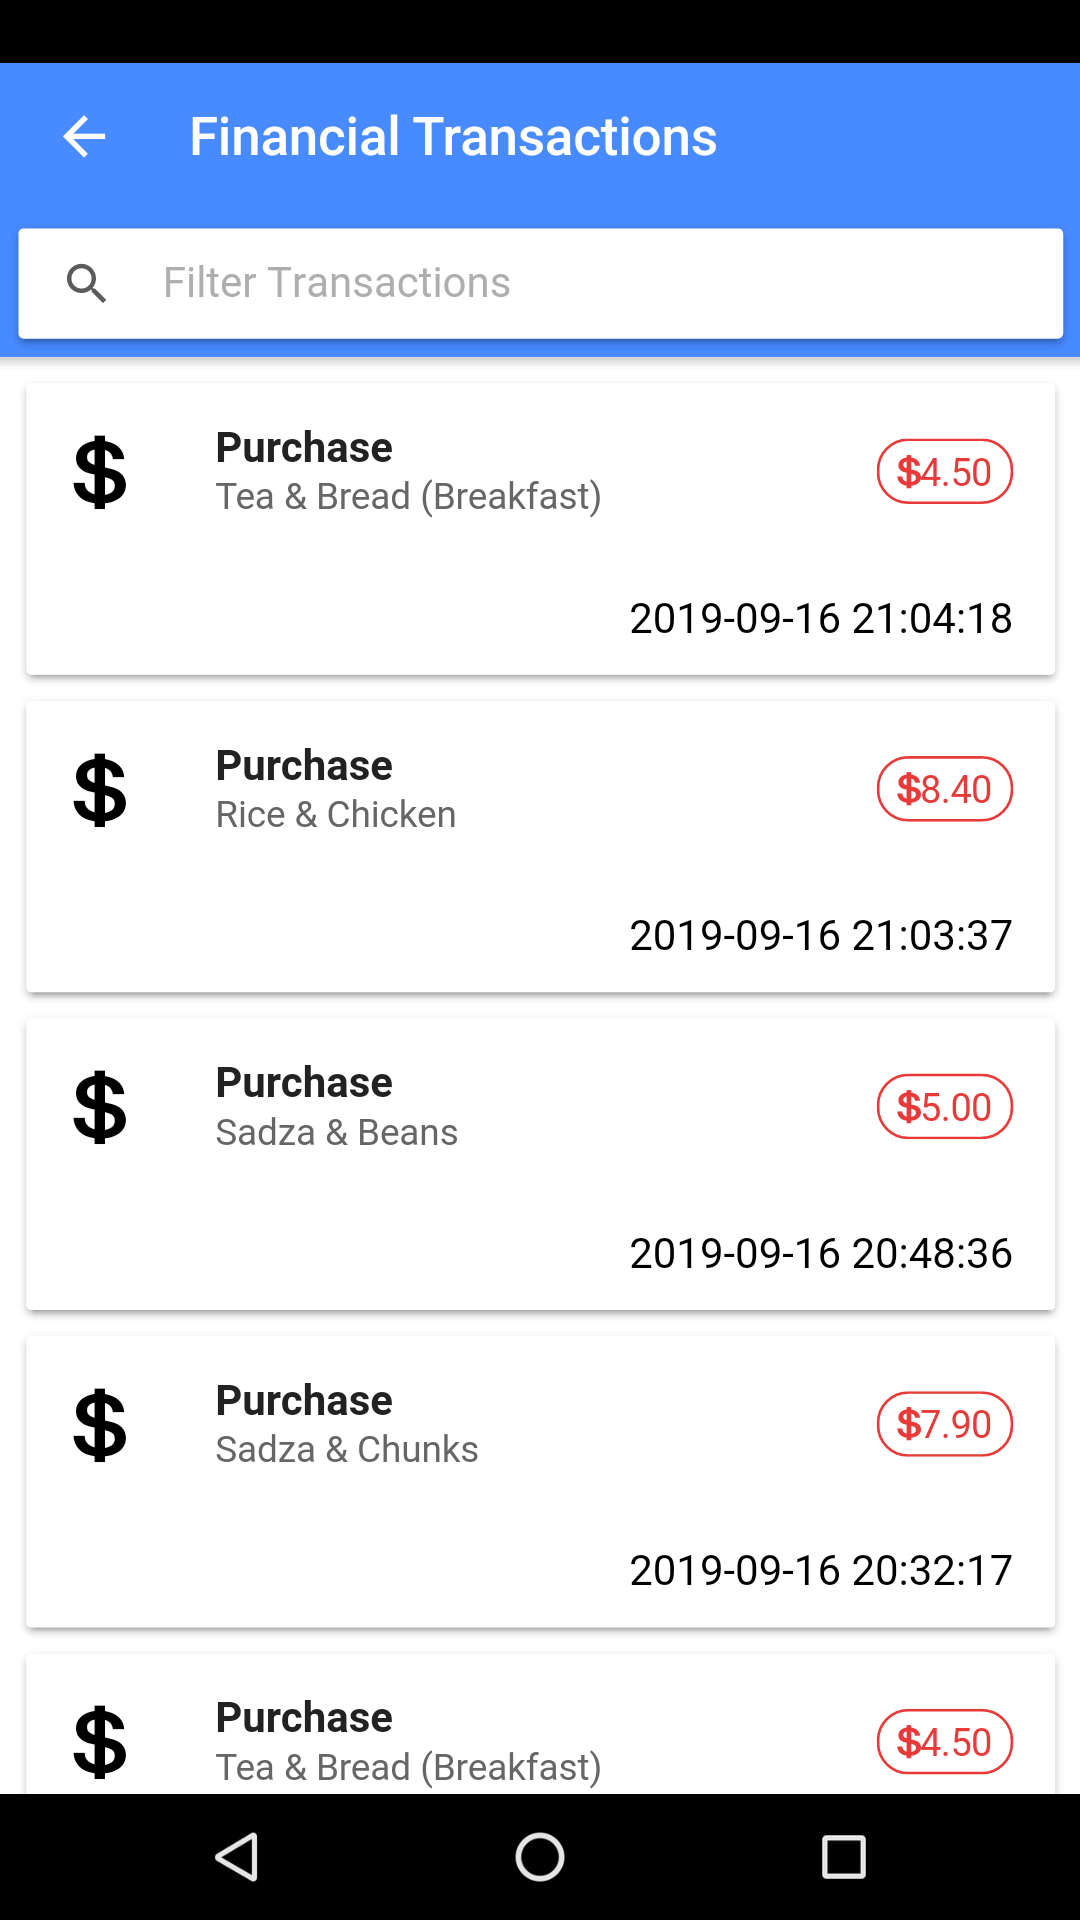 Financial Transactions
Filter Transactions
$ Purchase $4.50
Tea & Bread (Breakfast)
2019-09-16 21:04:18
$ Purchase $8.40
Rice & Chicken
2019-09-16 21:03:37
$ Purchase $5.00
Sadza & Beans
2019-09-16 20:48:36
$ Purchase $7.90
Sadza & Chunks
2019-09-16 20:32:17
$ Purchase $4.50
Tea & Bread (Breakfast)